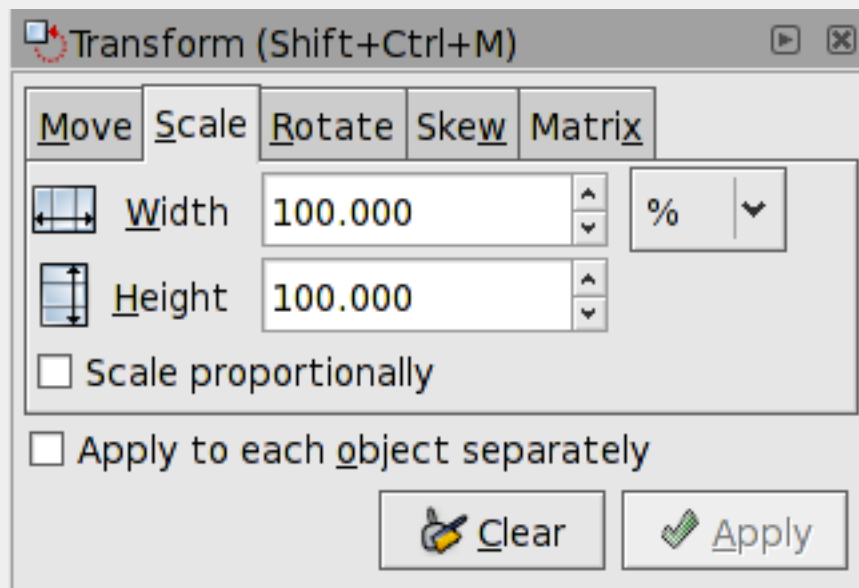 Transform (Shift+Ctrl+M)
Move Scale Rotate Skew Matrix
Width 100.000 %
Height 100.000
Scale proportionally
Apply to each object separately
Clear Apply